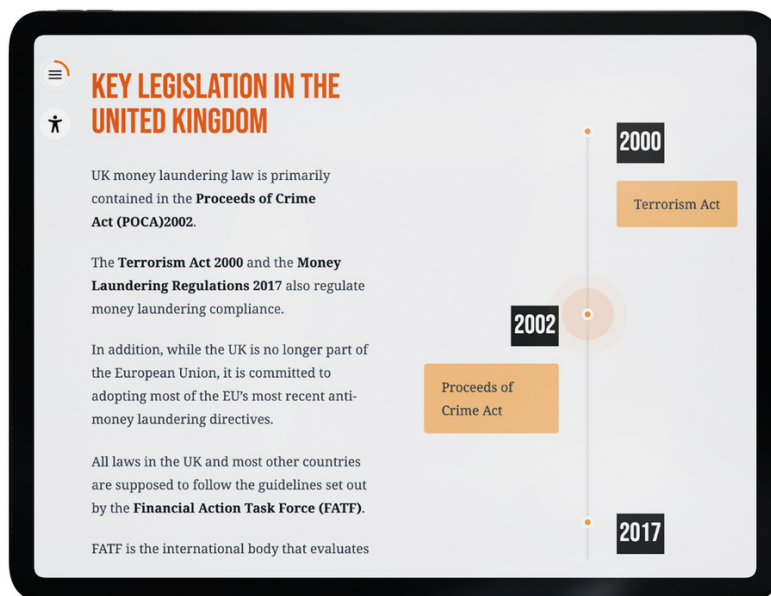 KEY LEGISLATION IN THE
UNITED KINGDOM
UK money laundering law is primarily
contained in the Proceeds of Crime
Act (POCA)2002.
The Terrorism Act 2000 and the Money
Laundering Regulations 2017 also regulate
money laundering compliance.
In addition, while the UK is no longer part of
the European Union, it is committed to
adopting most of the EU's most recent anti-
money laundering directives.
All laws in the UK and most other countries
are supposed to follow the guidelines set out
by the Financial Action Task Force (FATF).
FATF is the international body that evaluates
2000
Terrorism Act
2002
Proceeds of
Crime Act
2017